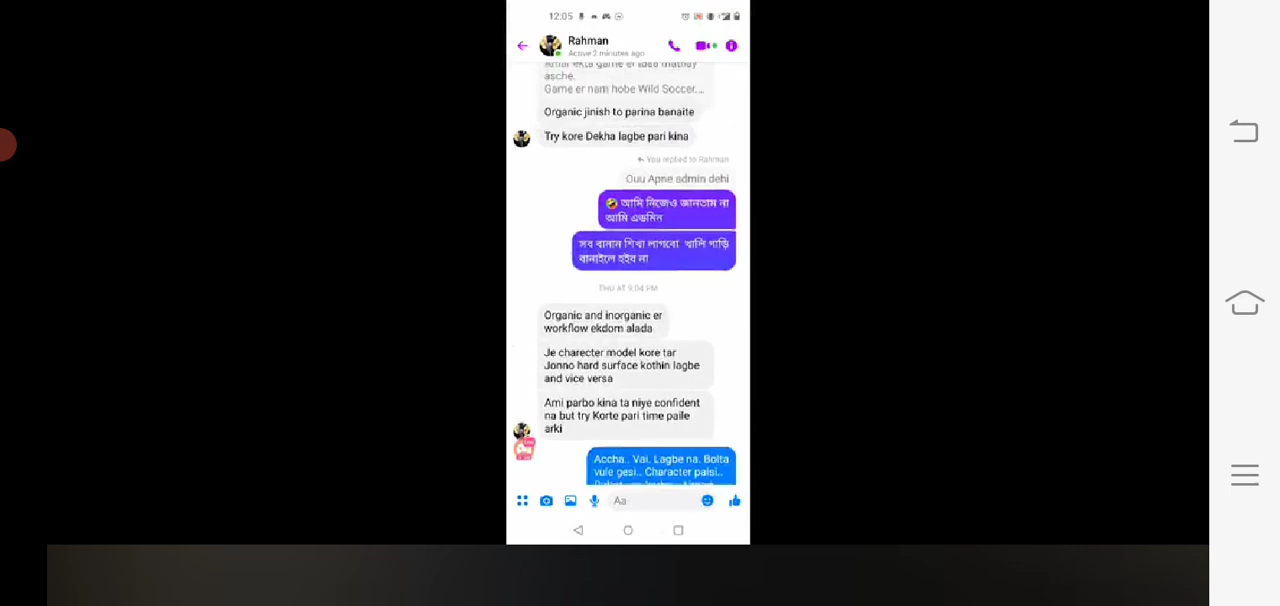 12:05
Rahman
Active 2 minutes ago
asche.
Game er nam hobe Wild Soccer...
Organic jinish to parina banaite
Try kore Dekha lagbe pari kina
You replied to Rahman
Ouu Apne admin dehi
🤣 আমি নিজেও জানতাম না
আমি এডমিন
সব বানান শিখা লাগবো খালি গাড়ি
বানাইলে হইব না
THU AT 9:04 PM
Organic and inorganic er
workflow ekdom alada
Je charecter model kore tar
Jonno hard surface kothin lagbe
and vice versa
Ami parbo kina ta niye confident
na but try Korte pari time paile
arki
Accha.. Vai. Lagbe na. Bolta
vule gesi.. Character paisi..
Aa